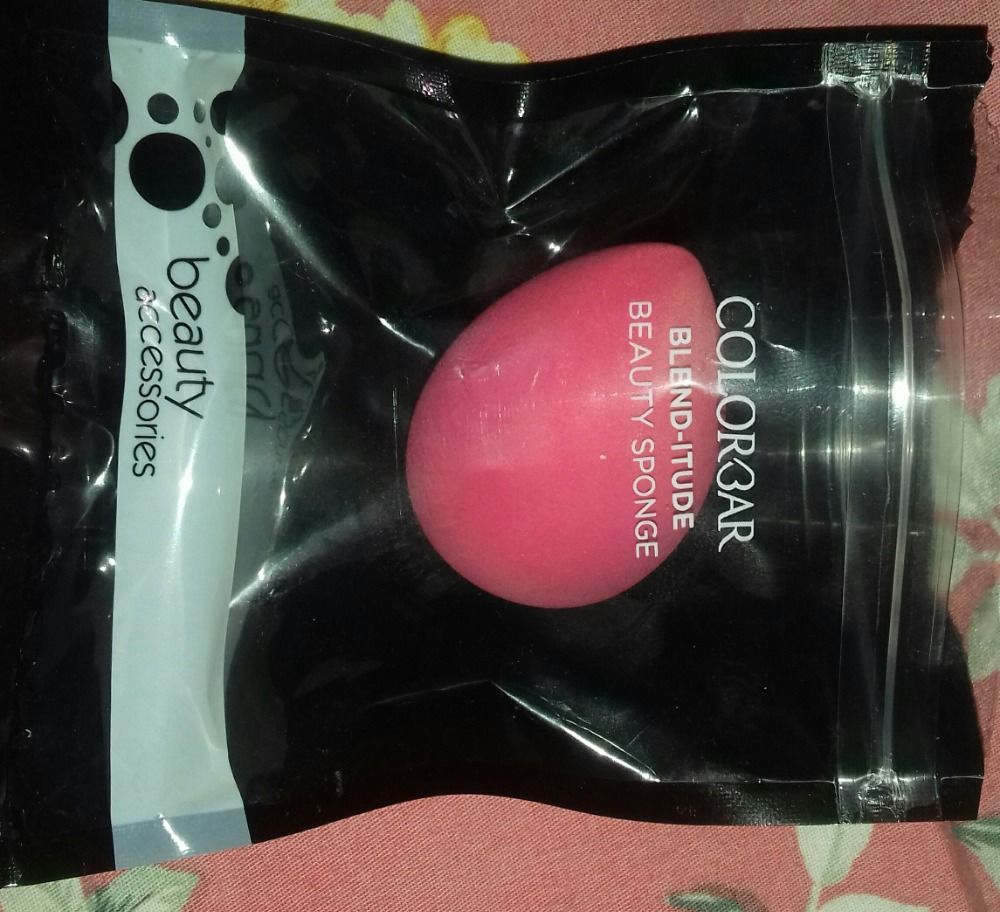 COLORBAR
BLEND-ITUDE
BEAUTY SPONGE
beauty
accessories